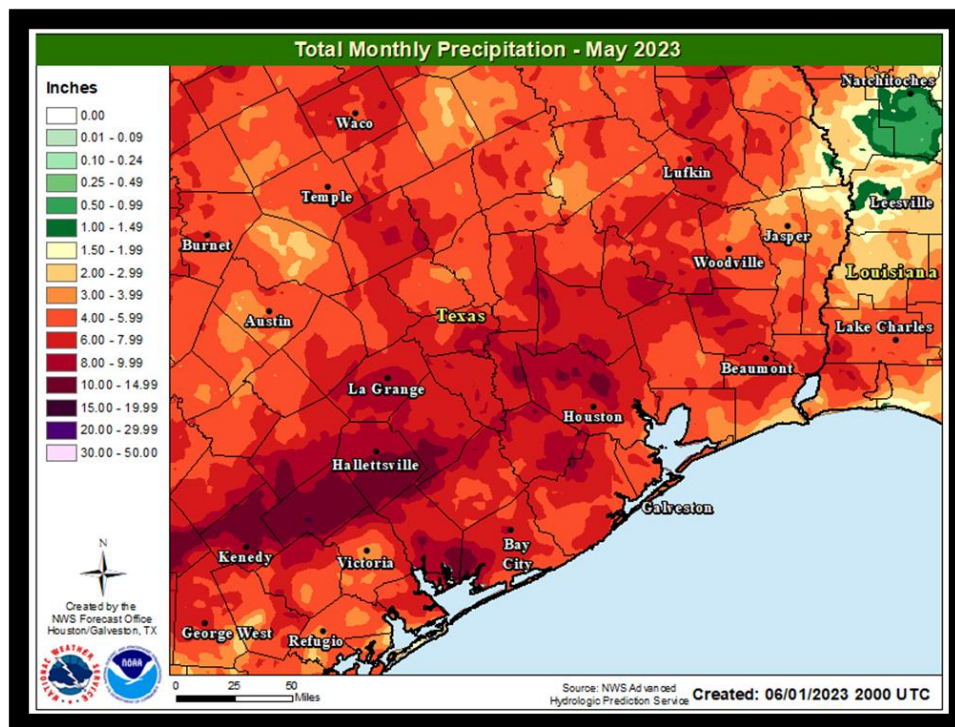 Total Monthly Precipitation - May 2023
Inches
0.00
0.01 - 0.09
0.10 - 0.24
0.25 - 0.49
0.50 - 0.99
1.00 - 1.49
1.50 - 1.99
2.00 - 2.99
3.00 - 3.99
4.00 - 5.99
6.00 - 7.99
8.00 - 9.99
10.00 - 14.99
15.00 - 19.99
20.00 - 29.99
30.00 - 50.00
Natchitoches
Waco
Lufkin
Temple
Leesville
Burnet
Jasper
Woodville
Louisiana
Austin
Texas
Lake Charles
Beaumont
La Grange
Houston
Hallettsville
Galveston
Kenedy
Victoria
Bay
City
George West
Refugio
N
Created by the
NWS Forecast Office
Houston/Galveston, TX
NATIONAL WEATHER SERVICE
NOAA
0 25 50
Miles
Source: NWS Advanced
Hydrologic Prediction Service
Created: 06/01/2023 2000 UTC